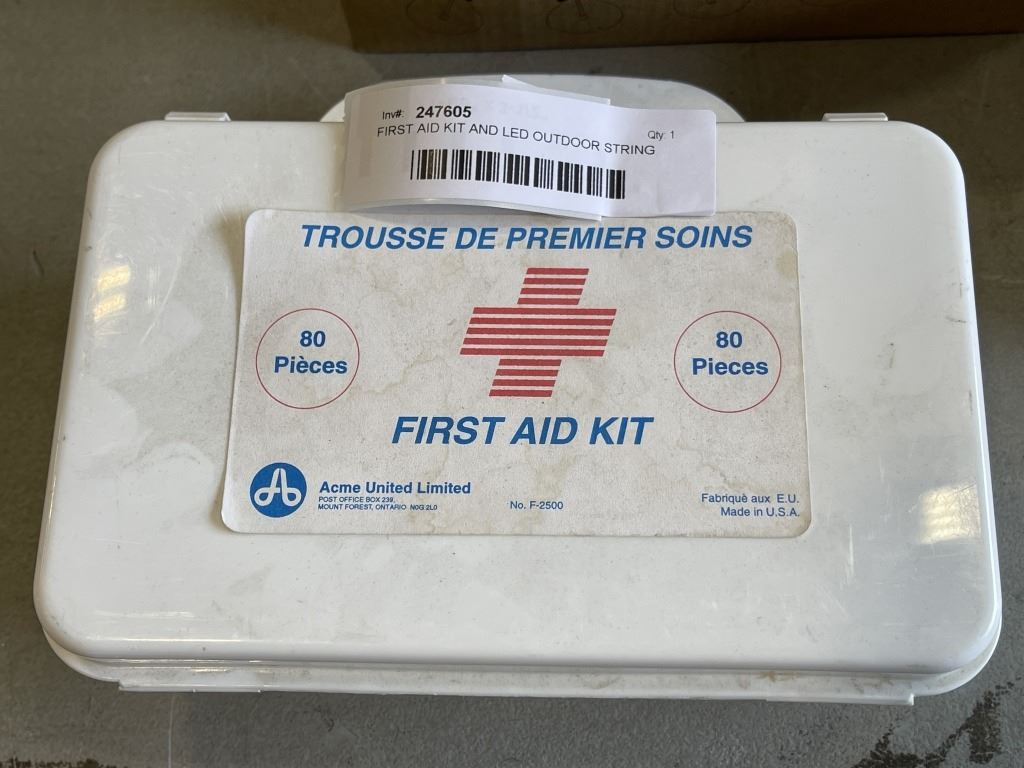 Inv#: 247605
Qty: 1
FIRST AID KIT AND LED OUTDOOR STRING
TROUSSE DE PREMIER SOINS
80
Pièces
80
Pieces
FIRST AID KIT
Acme United Limited
POST OFFICE BOX 239,
MOUNT FOREST, ONTARIO N0G 2L0
No. F-2500
Fabriquè aux E.U.
Made in U.S.A.